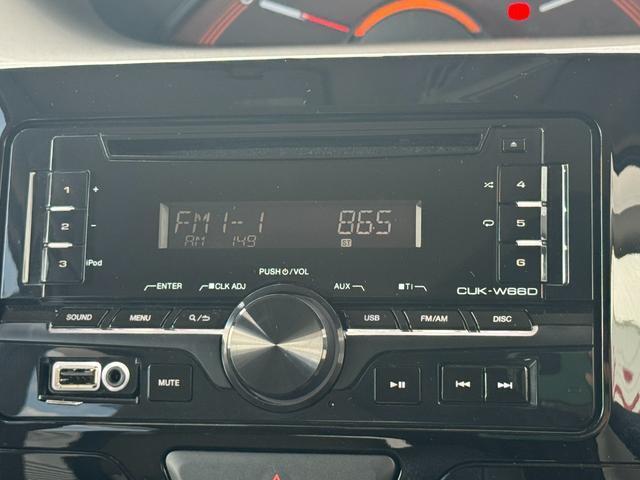 1 +
2 -
3 iPod
4
5
6
FM1-1 86.5
AM 1:49 ST
PUSH /VOL
ENTER CLK ADJ
AUX Ti
CUK-W66D
SOUND MENU
USB FM/AM DISC
MUTE